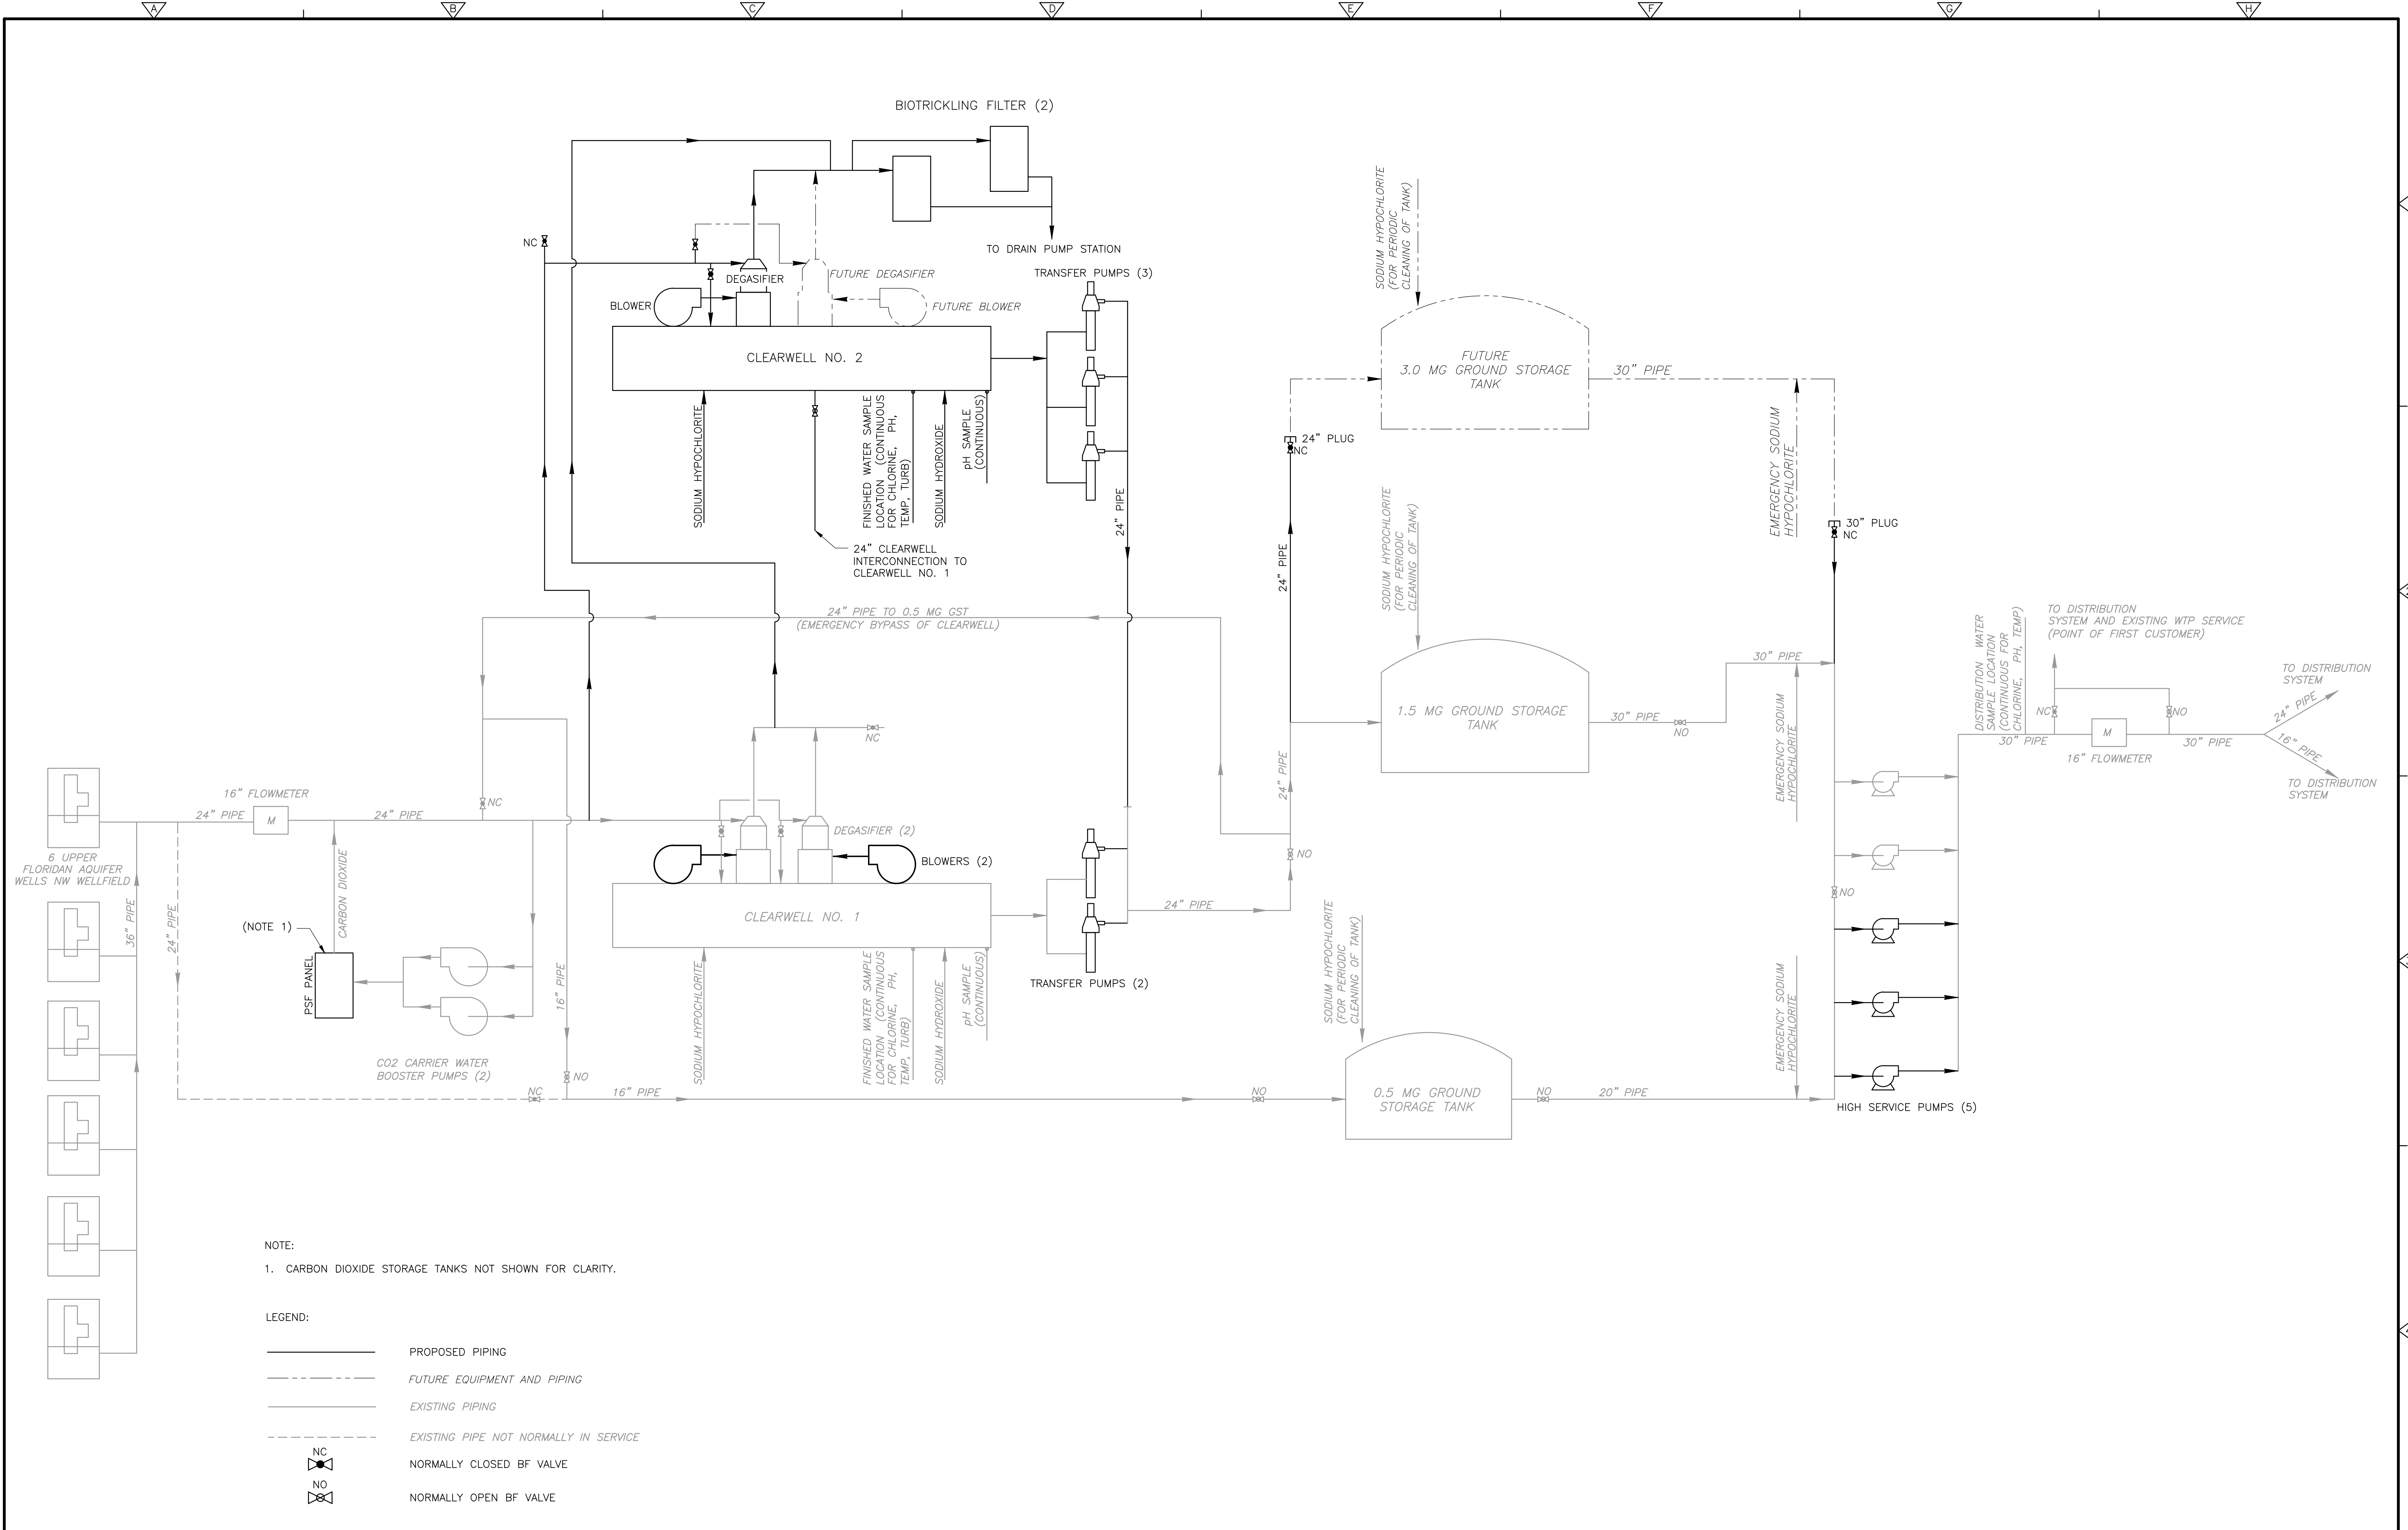 A
B
C
D
E
F
G
H
BIOTRICKLING FILTER (2)
NC
TO DRAIN PUMP STATION
DEGASIFIER
FUTURE DEGASIFIER
TRANSFER PUMPS (3)
BLOWER
FUTURE BLOWER
CLEARWELL NO. 2
SODIUM HYPOCHLORITE
FINISHED WATER SAMPLE
LOCATION (CONTINUOUS
FOR CHLORINE, PH,
TEMP, TURB)
SODIUM HYDROXIDE
pH SAMPLE
(CONTINUOUS)
24" CLEARWELL
INTERCONNECTION TO
CLEARWELL NO. 1
24" PIPE
SODIUM HYPOCHLORITE
(FOR PERIODIC
CLEANING OF TANK)
FUTURE
3.0 MG GROUND STORAGE
TANK
30" PIPE
24" PLUG
NC
24" PIPE
EMERGENCY SODIUM
HYPOCHLORITE
30" PLUG
NC
SODIUM HYPOCHLORITE
(FOR PERIODIC
CLEANING OF TANK)
24" PIPE TO 0.5 MG GST
(EMERGENCY BYPASS OF CLEARWELL)
1.5 MG GROUND STORAGE
TANK
30" PIPE
NO
30" PIPE
EMERGENCY SODIUM
HYPOCHLORITE
DISTRIBUTION WATER
SAMPLE LOCATION
(CONTINUOUS FOR
CHLORINE, PH, TEMP)
TO DISTRIBUTION
SYSTEM AND EXISTING WTP SERVICE
(POINT OF FIRST CUSTOMER)
TO DISTRIBUTION
SYSTEM
24" PIPE
16" PIPE
TO DISTRIBUTION
SYSTEM
NC
NO
30" PIPE
M
30" PIPE
16" FLOWMETER
NC
16" FLOWMETER
24" PIPE
M
24" PIPE
NC
6 UPPER
FLORIDAN AQUIFER
WELLS NW WELLFIELD
36" PIPE
24" PIPE
CARBON DIOXIDE
(NOTE 1)
PSF PANEL
CO2 CARRIER WATER
BOOSTER PUMPS (2)
16" PIPE
NO
NC
16" PIPE
DEGASIFIER (2)
BLOWERS (2)
CLEARWELL NO. 1
SODIUM HYPOCHLORITE
FINISHED WATER SAMPLE
LOCATION (CONTINUOUS
FOR CHLORINE, PH,
TEMP, TURB)
SODIUM HYDROXIDE
pH SAMPLE
(CONTINUOUS)
TRANSFER PUMPS (2)
24" PIPE
24" PIPE
NO
SODIUM HYPOCHLORITE
(FOR PERIODIC
CLEANING OF TANK)
NO
0.5 MG GROUND
STORAGE TANK
NO
20" PIPE
EMERGENCY SODIUM
HYPOCHLORITE
NO
HIGH SERVICE PUMPS (5)
NOTE:
1. CARBON DIOXIDE STORAGE TANKS NOT SHOWN FOR CLARITY.
LEGEND:
PROPOSED PIPING
FUTURE EQUIPMENT AND PIPING
EXISTING PIPING
EXISTING PIPE NOT NORMALLY IN SERVICE
NC
NORMALLY CLOSED BF VALVE
NO
NORMALLY OPEN BF VALVE